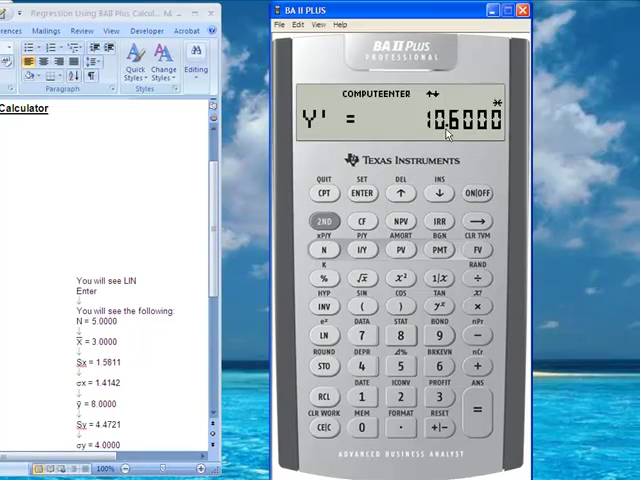 Regression Using BAII Plus Calcul
Mailings Review View Developer Acrobat
Paragraph
Quick Styles
Change Styles
Editing
Styles
Calculator
You will see LIN
Enter
↓
You will see the following:
N = 5.0000
↓
X̅ = 3.0000
↓
Sx = 1.5811
↓
σx = 1.4142
↓
ȳ = 8.0000
↓
Sy = 4.4721
↓
σy = 4.0000
100%
BA II PLUS
File Edit View Help
BA II PLUS
PROFESSIONAL
COMPUTE ENTER ↑↓
*
Y' = 10.6000
TEXAS INSTRUMENTS
QUIT SET DEL INS
CPT ENTER ↑ ↓ ON|OFF
2ND CF NPV IRR →
xP/Y P/Y AMORT BGN CLR TVM
N I/Y PV PMT FV
K RAND
% √x x² 1/x ÷
HYP SIN COS TAN x!
INV ( ) yˣ ×
eˣ DATA STAT BOND nPr
LN 7 8 9 −
ROUND DEPR Δ% BRKEVN nCr
STO 4 5 6 +
DATE ICONV PROFIT ANS
RCL 1 2 3 =
CLR WORK MEM FORMAT RESET
CE|C 0 . +|−
ADVANCED BUSINESS ANALYST